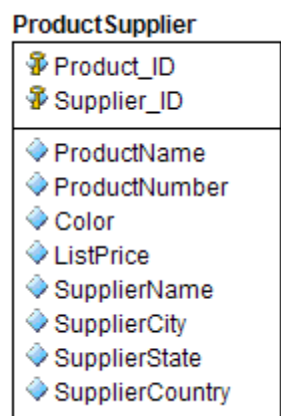 ProductSupplier
Product_ID
Supplier_ID
ProductName
ProductNumber
Color
ListPrice
SupplierName
SupplierCity
SupplierState
SupplierCountry